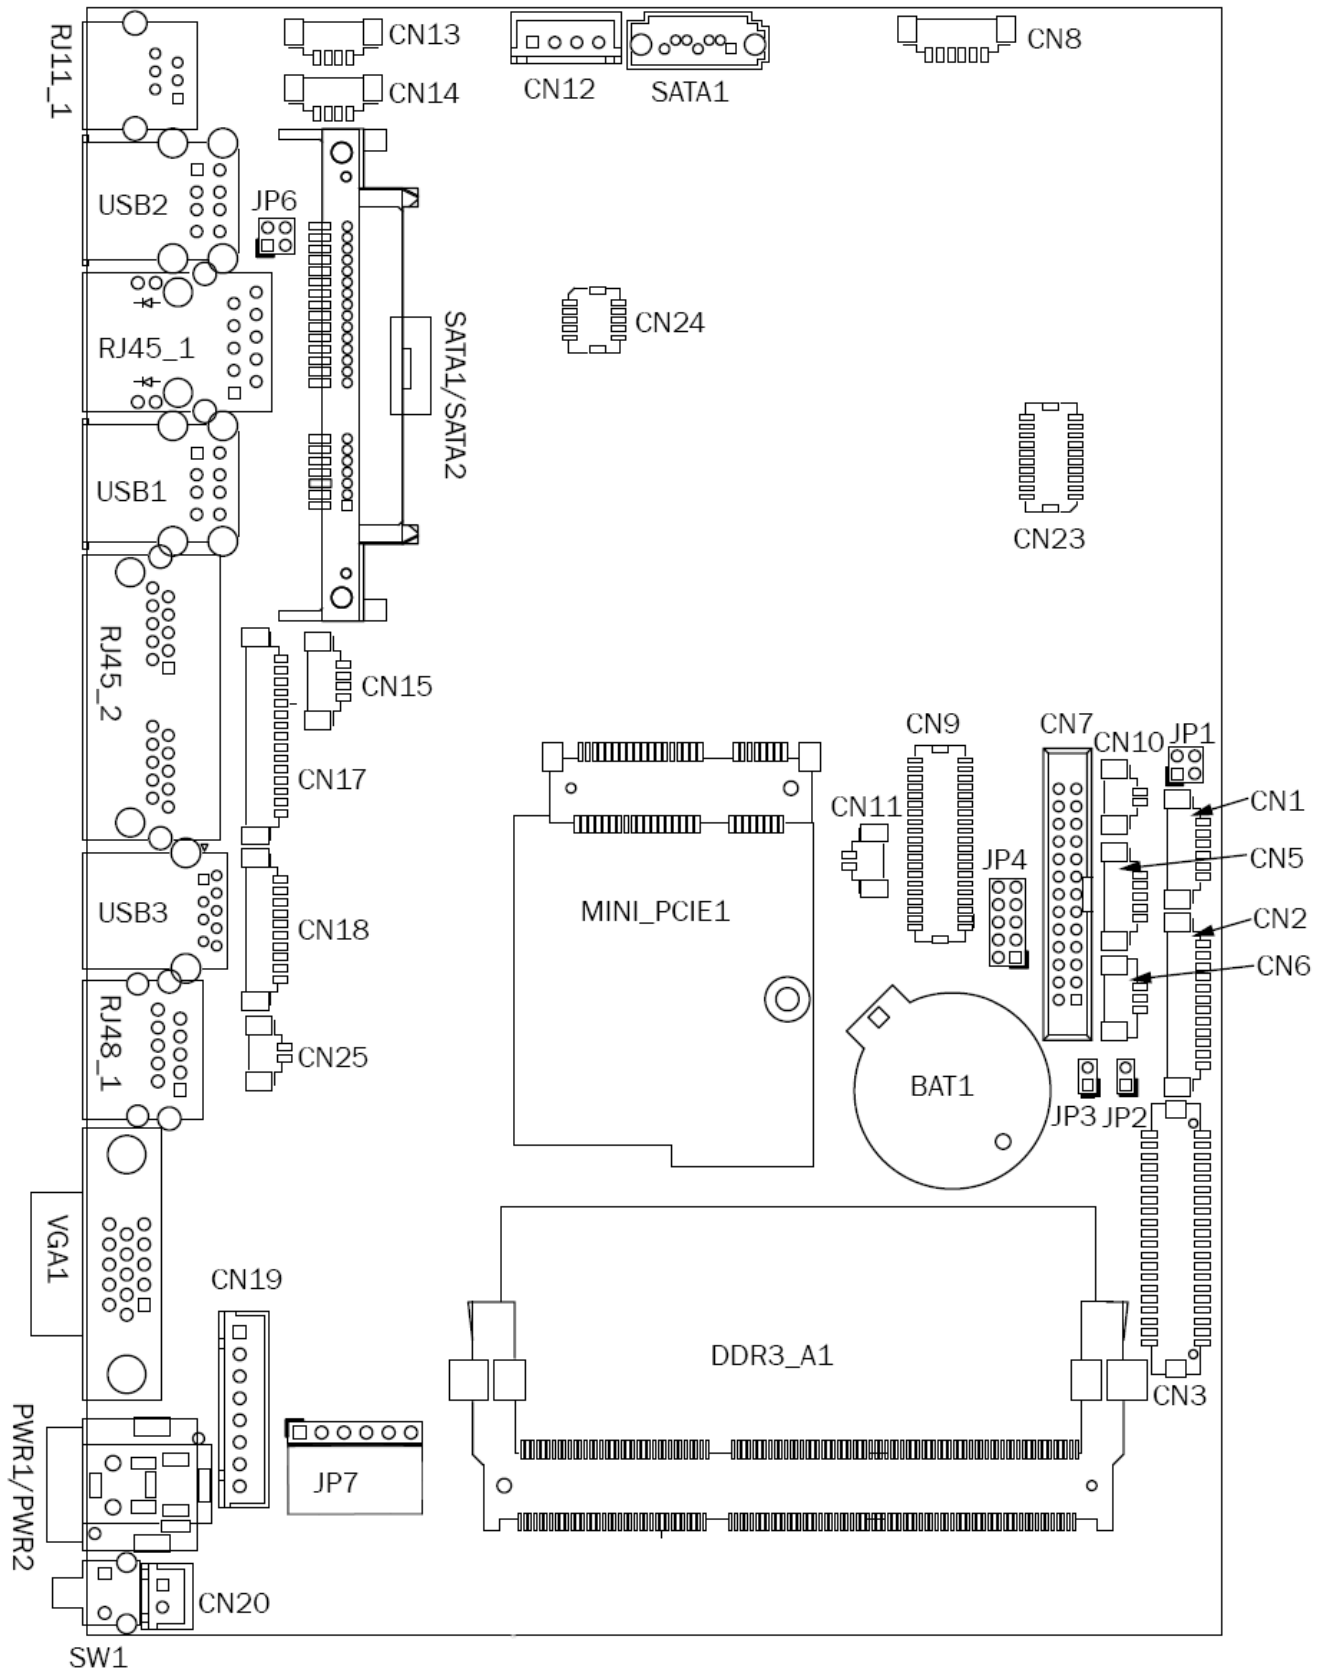 RJ11_1
CN13
CN14
CN12
SATA1
CN8
USB2
JP6
RJ45_1
SATA1/SATA2
CN24
USB1
CN23
RJ45_2
CN15
CN17
CN9
CN7
CN10
JP1
CN11
CN1
JP4
CN5
USB3
CN18
MINI_PCIE1
CN2
CN6
RJ48_1
CN25
BAT1
JP3
JP2
VGA1
CN19
DDR3_A1
CN3
PWR1/PWR2
JP7
CN20
SW1